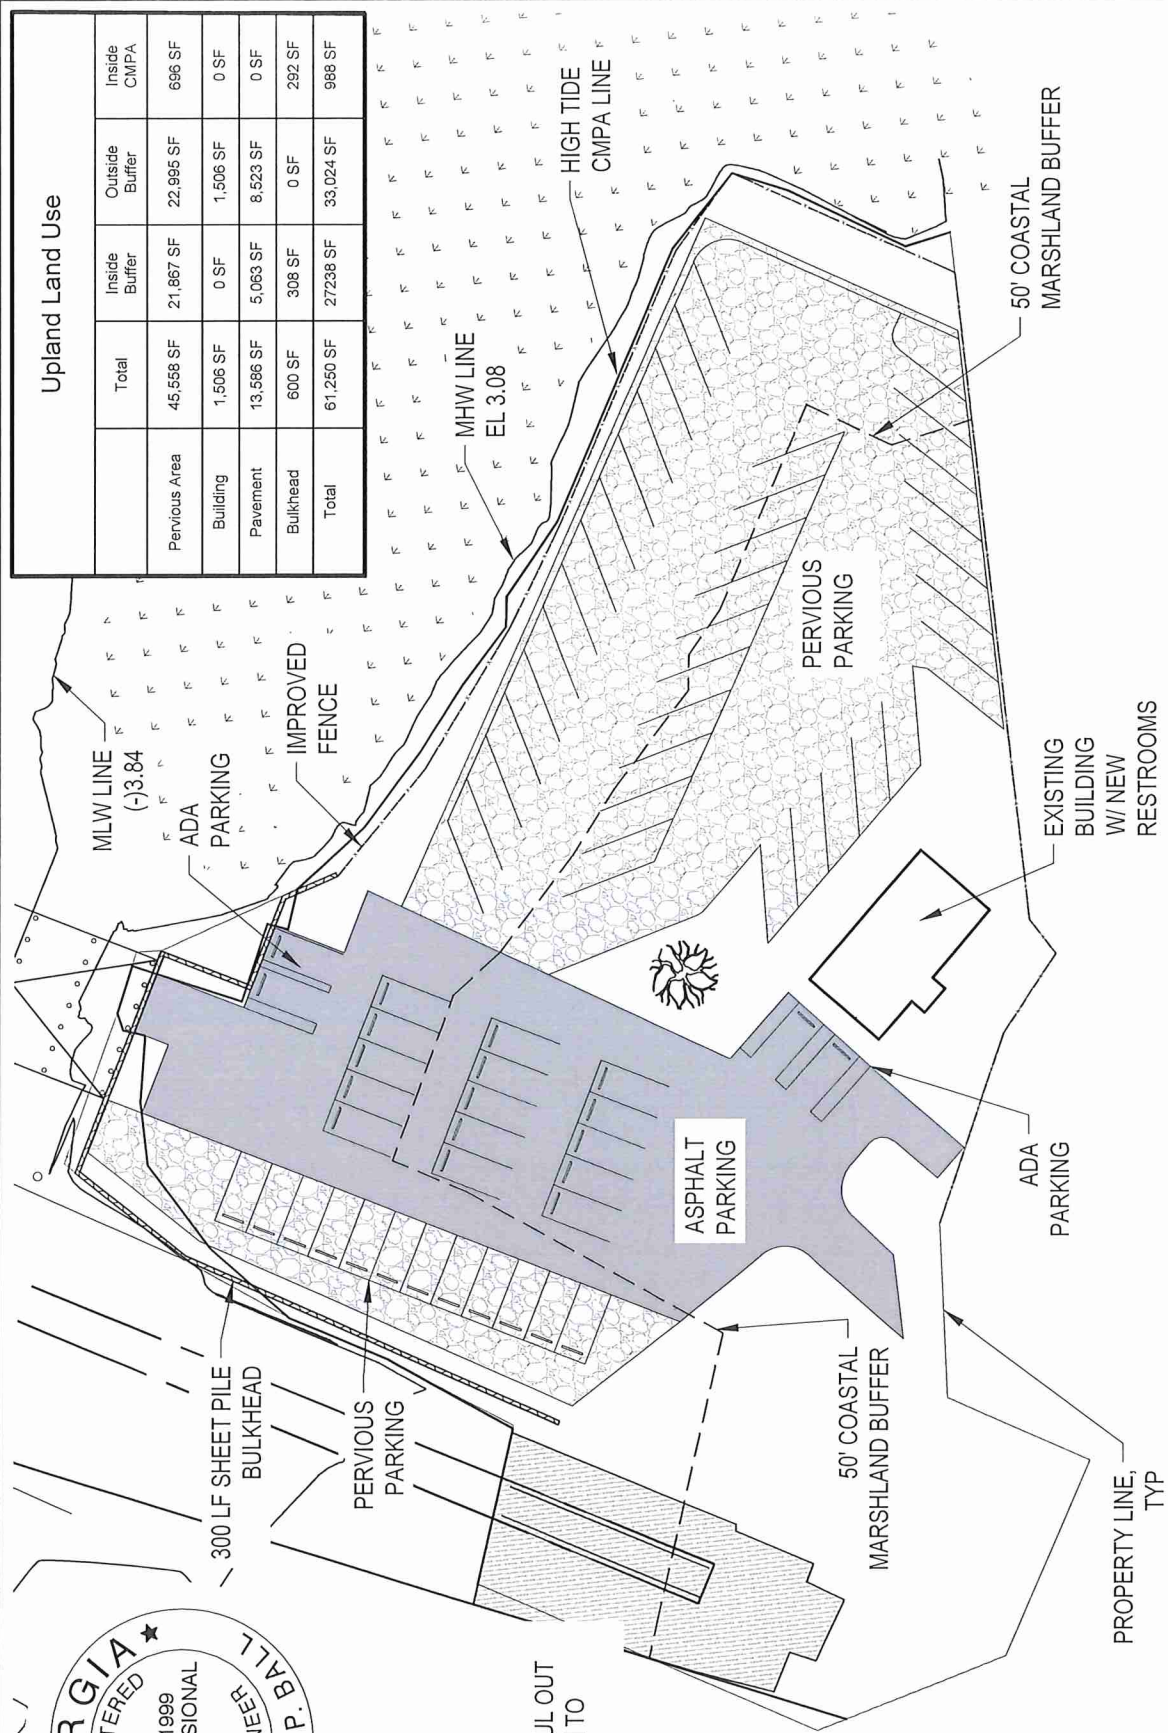 Upland Land Use
Total Inside Buffer Outside Buffer Inside CMPA
Pervious Area 45,558 SF 21,867 SF 22,995 SF 696 SF
Building 1,506 SF 0 SF 1,506 SF 0 SF
Pavement 13,586 SF 5,063 SF 8,523 SF 0 SF
Bulkhead 600 SF 308 SF 0 SF 292 SF
Total 61,250 SF 27238 SF 33,024 SF 988 SF
MLW LINE
(-)3.84
ADA
PARKING
IMPROVED
FENCE
MHW LINE
EL 3.08
HIGH TIDE
CMPA LINE
50' COASTAL
MARSHLAND BUFFER
PERVIOUS
PARKING
EXISTING
BUILDING
W/ NEW
RESTROOMS
ADA
PARKING
ASPHALT
PARKING
300 LF SHEET PILE
BULKHEAD
PERVIOUS
PARKING
50' COASTAL
MARSHLAND BUFFER
PROPERTY LINE,
TYP
RGIA ★
TERED
1999
SIONAL
NEER
P. BALL
UL OUT
TO